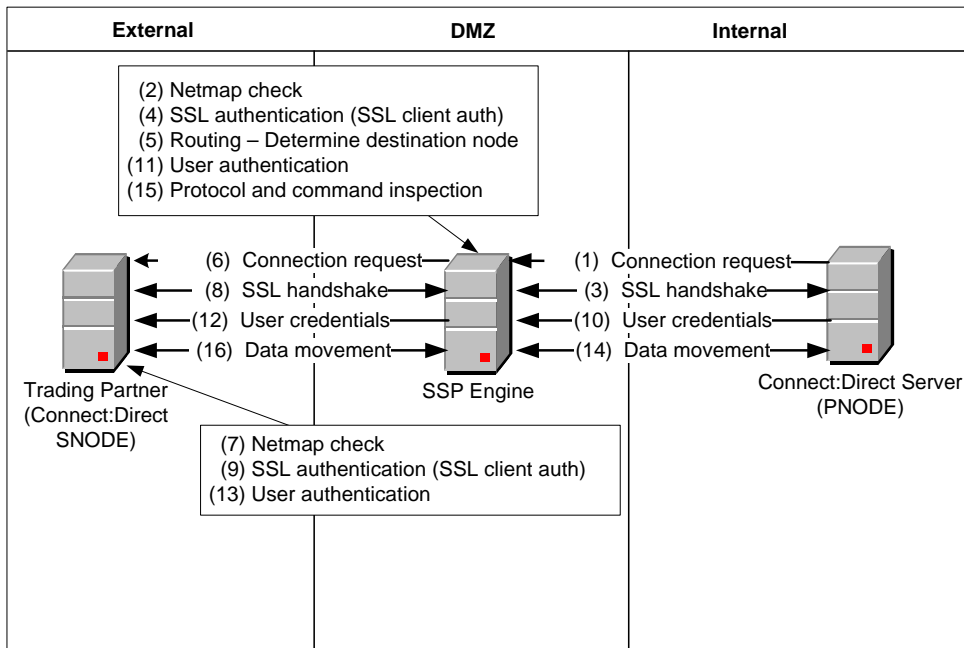 External
DMZ
Internal
(2) Netmap check
(4) SSL authentication (SSL client auth)
(5) Routing – Determine destination node
(11) User authentication
(15) Protocol and command inspection
(6) Connection request
(1) Connection request
(8) SSL handshake
(3) SSL handshake
(12) User credentials
(10) User credentials
(16) Data movement
(14) Data movement
Trading Partner
(Connect:Direct
SNODE)
SSP Engine
Connect:Direct Server
(PNODE)
(7) Netmap check
(9) SSL authentication (SSL client auth)
(13) User authentication